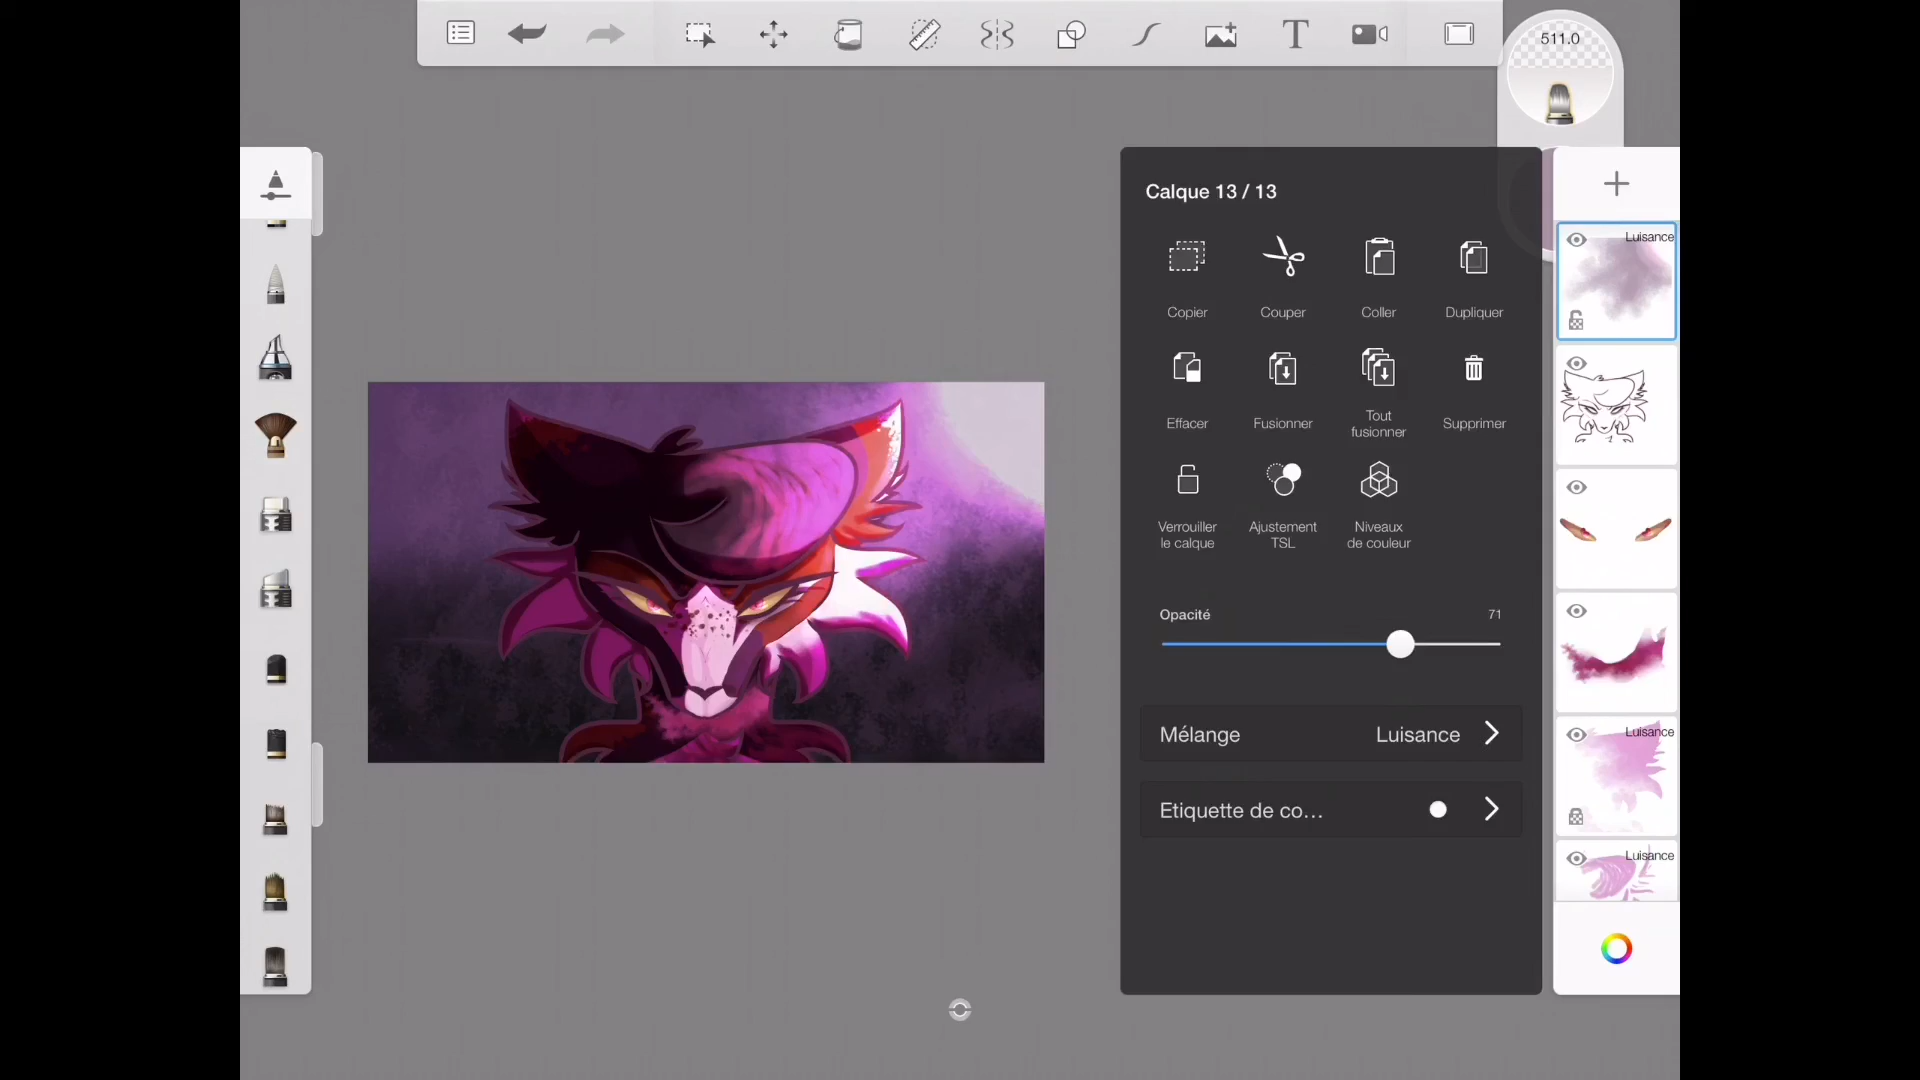 511.0
Calque 13 / 13
Luisance
Copier
Couper
Coller
Dupliquer
Effacer
Fusionner
Tout
fusionner
Supprimer
Verrouiller
le calque
Ajustement
TSL
Niveaux
de couleur
Opacité
71
Mélange
Luisance
Luisance
Etiquette de co...
Luisance